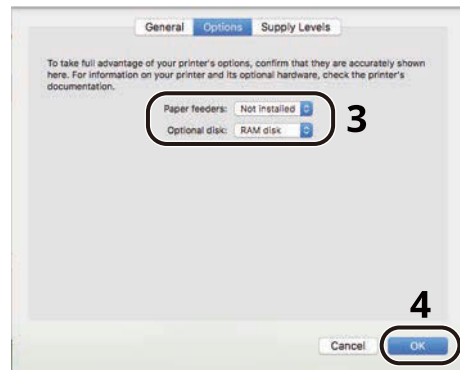 General Options Supply Levels
To take full advantage of your printer's options, confirm that they are accurately shown
here. For information on your printer and its optional hardware, check the printer's
documentation.
Paper feeders: Not installed
Optional disk: RAM disk
3
4
Cancel OK